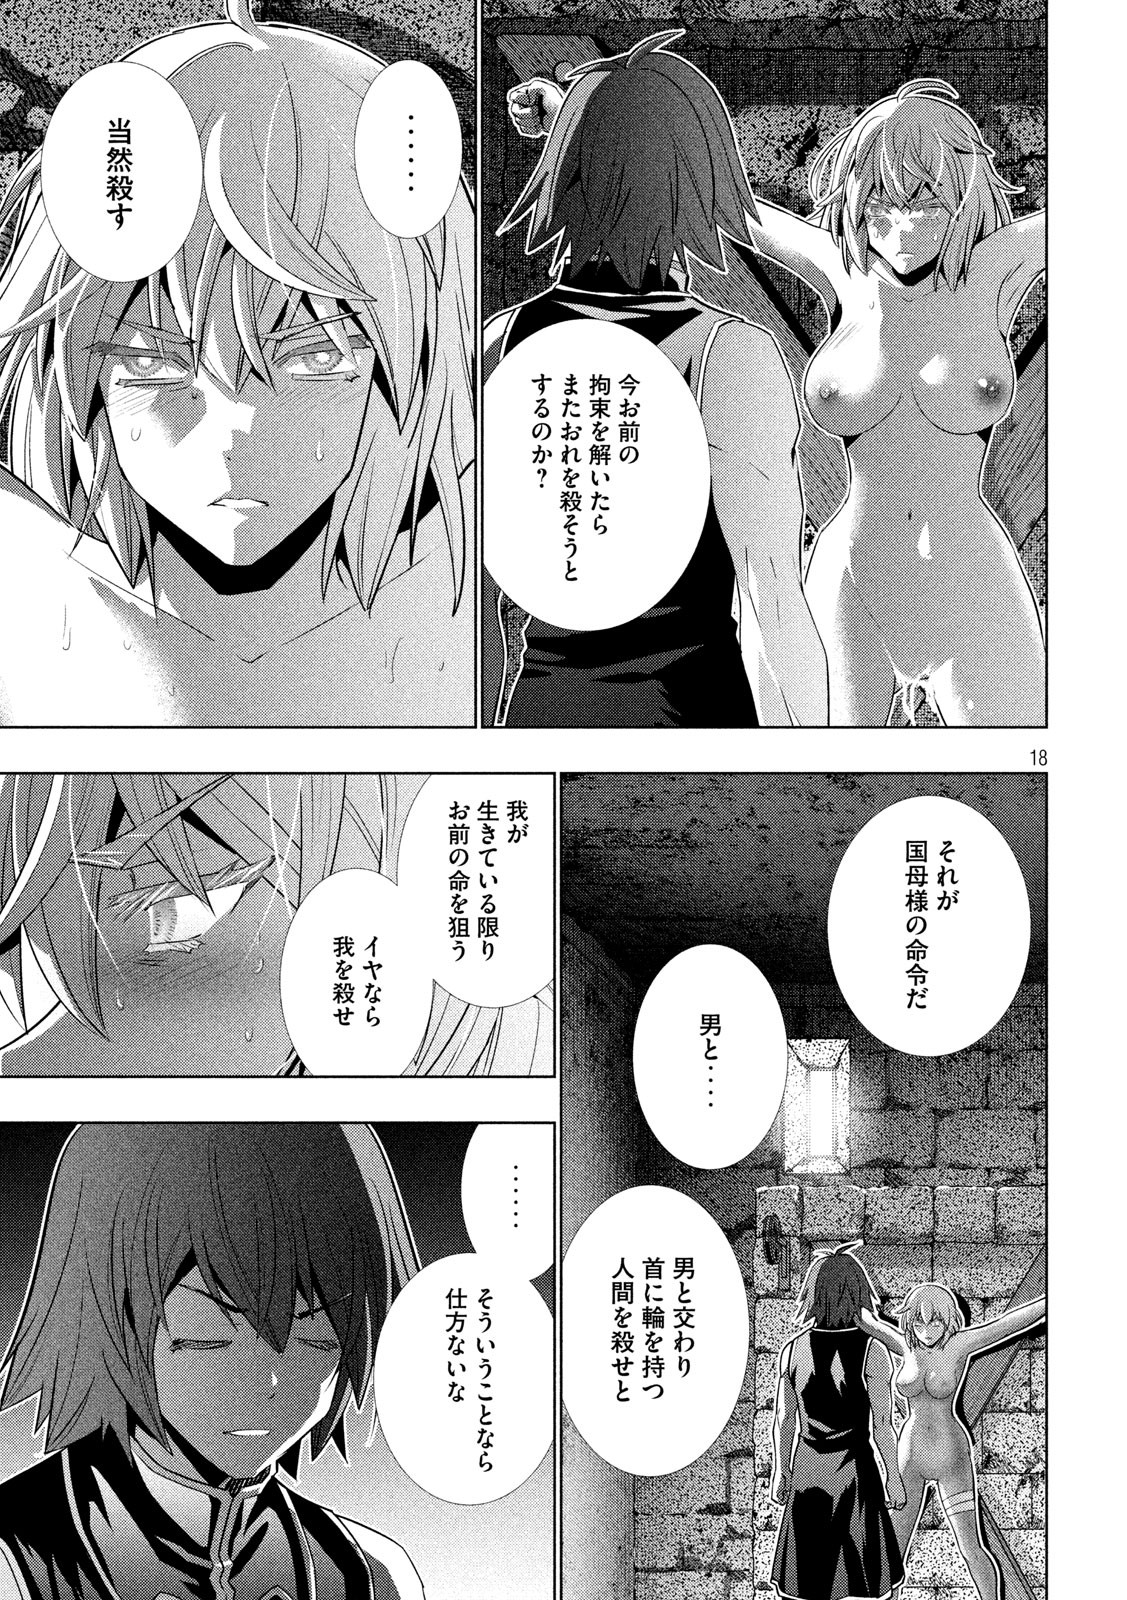 今お前の
拘束を解いたら
またおれを殺そうと
するのか?
・・・・・・
当然殺す
18
それが
国母様の命令だ
男と‥‥
男と交わり
首に輪を持つ
人間を殺せと
我が
生きている限り
お前の命を狙う
イヤなら
我を殺せ
・・・・・・
そういうことなら
仕方ないな